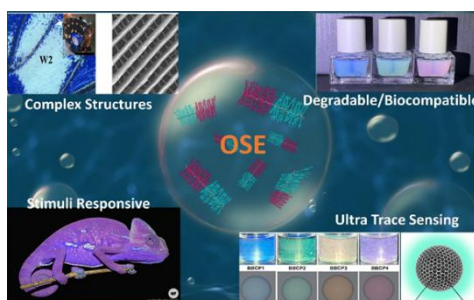 W2
Complex Structures
Degradable/Biocompatible
OSE
Stimuli Responsive
Ultra Trace Sensing
BBCP1 BBCP2 BBCP3 BBCP4